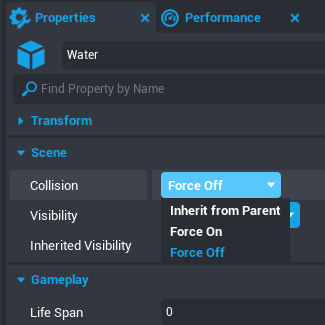 Properties
Performance
Water
Find Property by Name
Transform
Scene
Collision
Force Off
Inherit from Parent
Force On
Force Off
Visibility
Inherited Visibility
Gameplay
Life Span
0